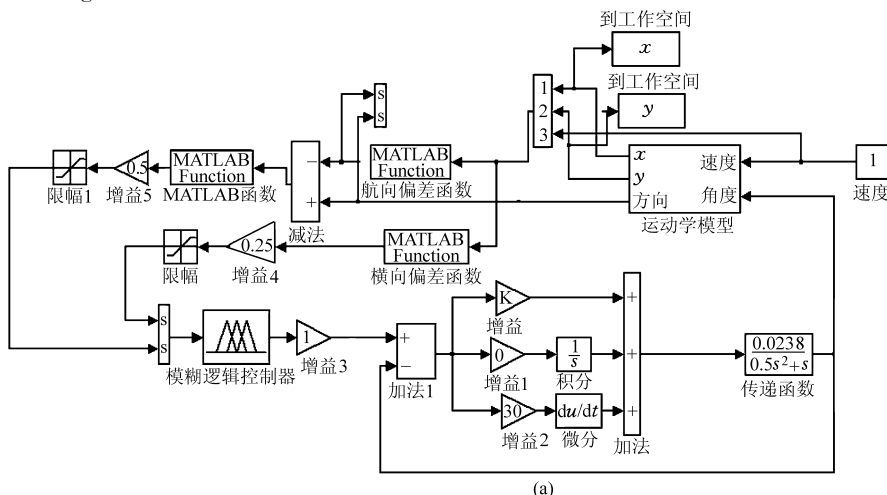 到工作空间
x
到工作空间
y
s
s
1
2
3
MATLAB
Function
航向偏差函数
−
+
减法
MATLAB
Function
MATLAB函数
0.5
增益5
限幅1
x
y
方向
速度
角度
运动学模型
1
速度
MATLAB
Function
横向偏差函数
0.25
增益4
限幅
s
s
模糊逻辑控制器
1
增益3
+
−
加法1
K
增益
0
增益1
1
s
积分
30
增益2
du/dt
微分
+
+
+
加法
0.0238
0.5s²+s
传递函数
(a)